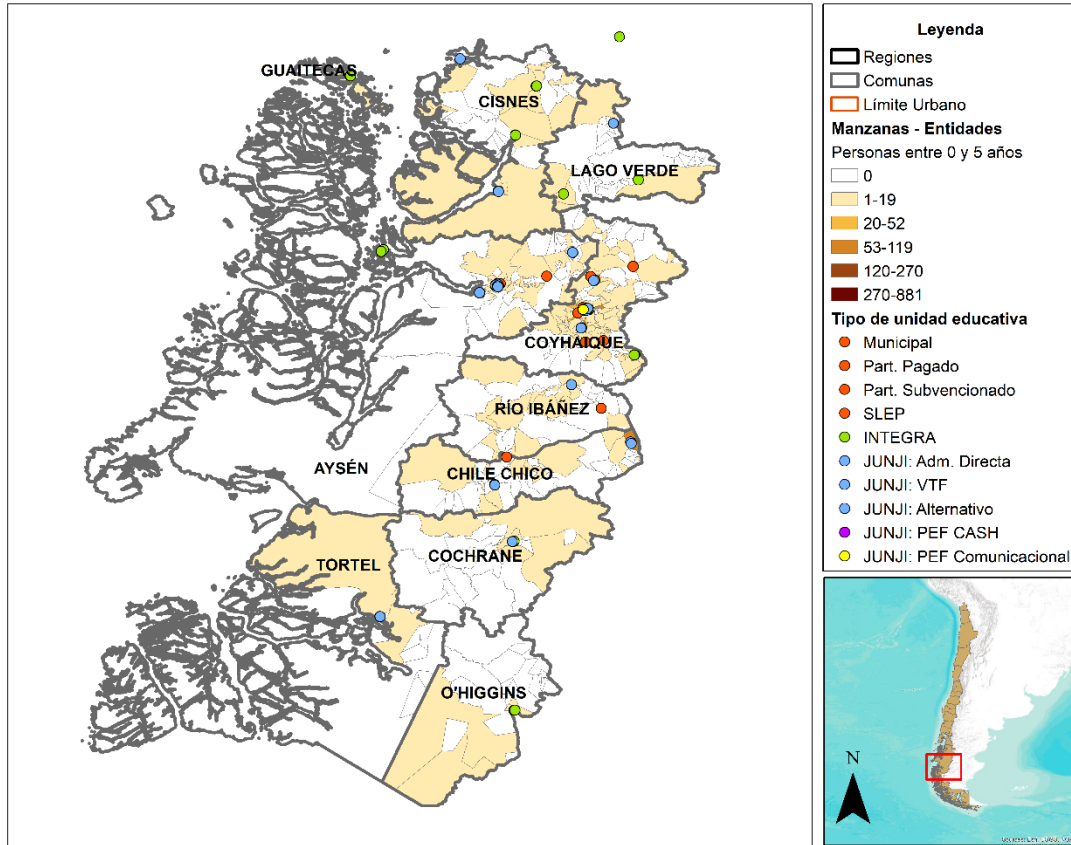 GUAITECAS
CISNES
LAGO VERDE
COYHAIQUE
RÍO IBÁÑEZ
AYSÉN
CHILE CHICO
COCHRANE
TORTEL
O'HIGGINS
Leyenda
Regiones
Comunas
Límite Urbano
Manzanas - Entidades
Personas entre 0 y 5 años
0
1-19
20-52
53-119
120-270
270-881
Tipo de unidad educativa
Municipal
Part. Pagado
Part. Subvencionado
SLEP
INTEGRA
JUNJI: Adm. Directa
JUNJI: VTF
JUNJI: Alternativo
JUNJI: PEF CASH
JUNJI: PEF Comunicacional
N